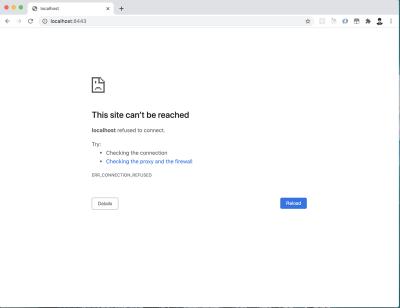 localhost
localhost:8443
This site can't be reached
localhost refused to connect.
Try:
• Checking the connection
• Checking the proxy and the firewall
ERR_CONNECTION_REFUSED
Details
Reload